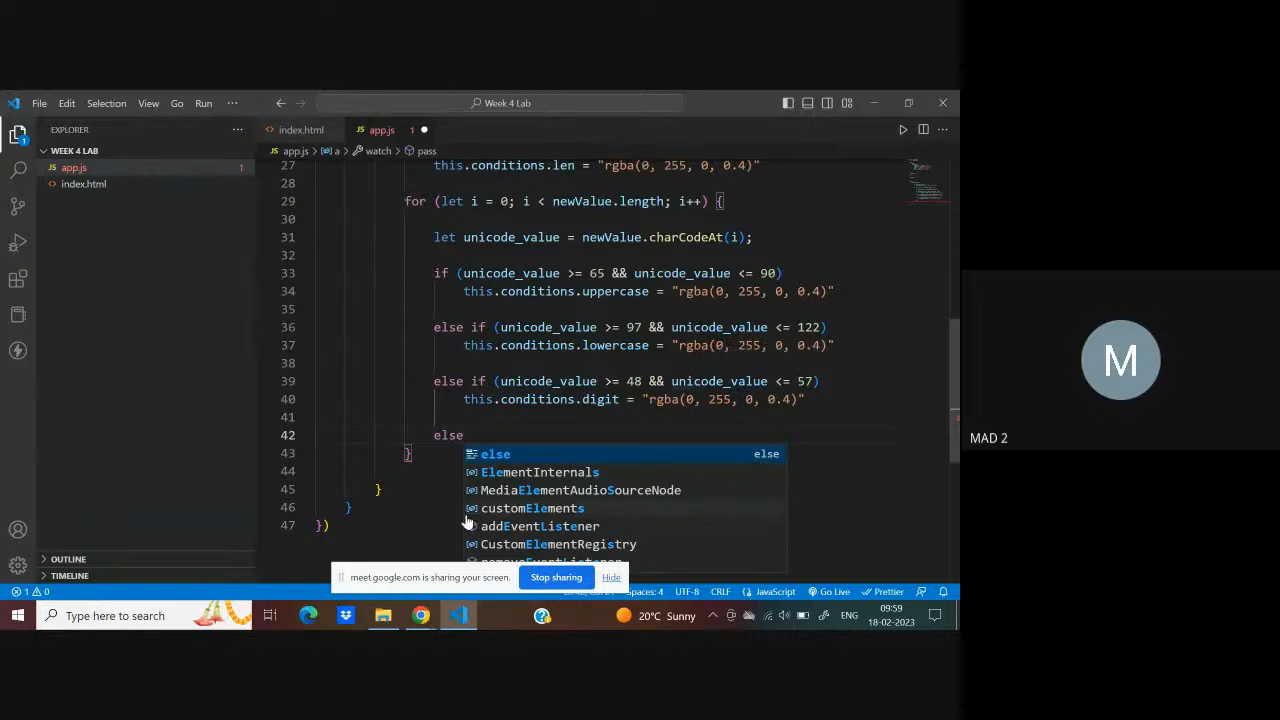 File Edit Selection View Go Run ··· Week 4 Lab
EXPLORER ···
index.html app.js 1
app.js > a > watch > pass
WEEK 4 LAB
app.js 1
index.html
27 this.conditions.len = "rgba(0, 255, 0, 0.4)"
28
29 for (let i = 0; i < newValue.length; i++) {
30
31 let unicode_value = newValue.charCodeAt(i);
32
33 if (unicode_value >= 65 && unicode_value <= 90)
34 this.conditions.uppercase = "rgba(0, 255, 0, 0.4)"
35
36 else if (unicode_value >= 97 && unicode_value <= 122)
37 this.conditions.lowercase = "rgba(0, 255, 0, 0.4)"
38
39 else if (unicode_value >= 48 && unicode_value <= 57)
40 this.conditions.digit = "rgba(0, 255, 0, 0.4)"
41
42 else
43 }
44
45 }
46 }
47 })
else else
ElementInternals
MediaElementAudioSourceNode
customElements
addEventListener
CustomElementRegistry
OUTLINE
TIMELINE
meet.google.com is sharing your screen. Stop sharing Hide
1 0 Spaces: 4 UTF-8 CRLF JavaScript Go Live Prettier
Type here to search
20°C Sunny ENG 09:59
18-02-2023
M
MAD 2